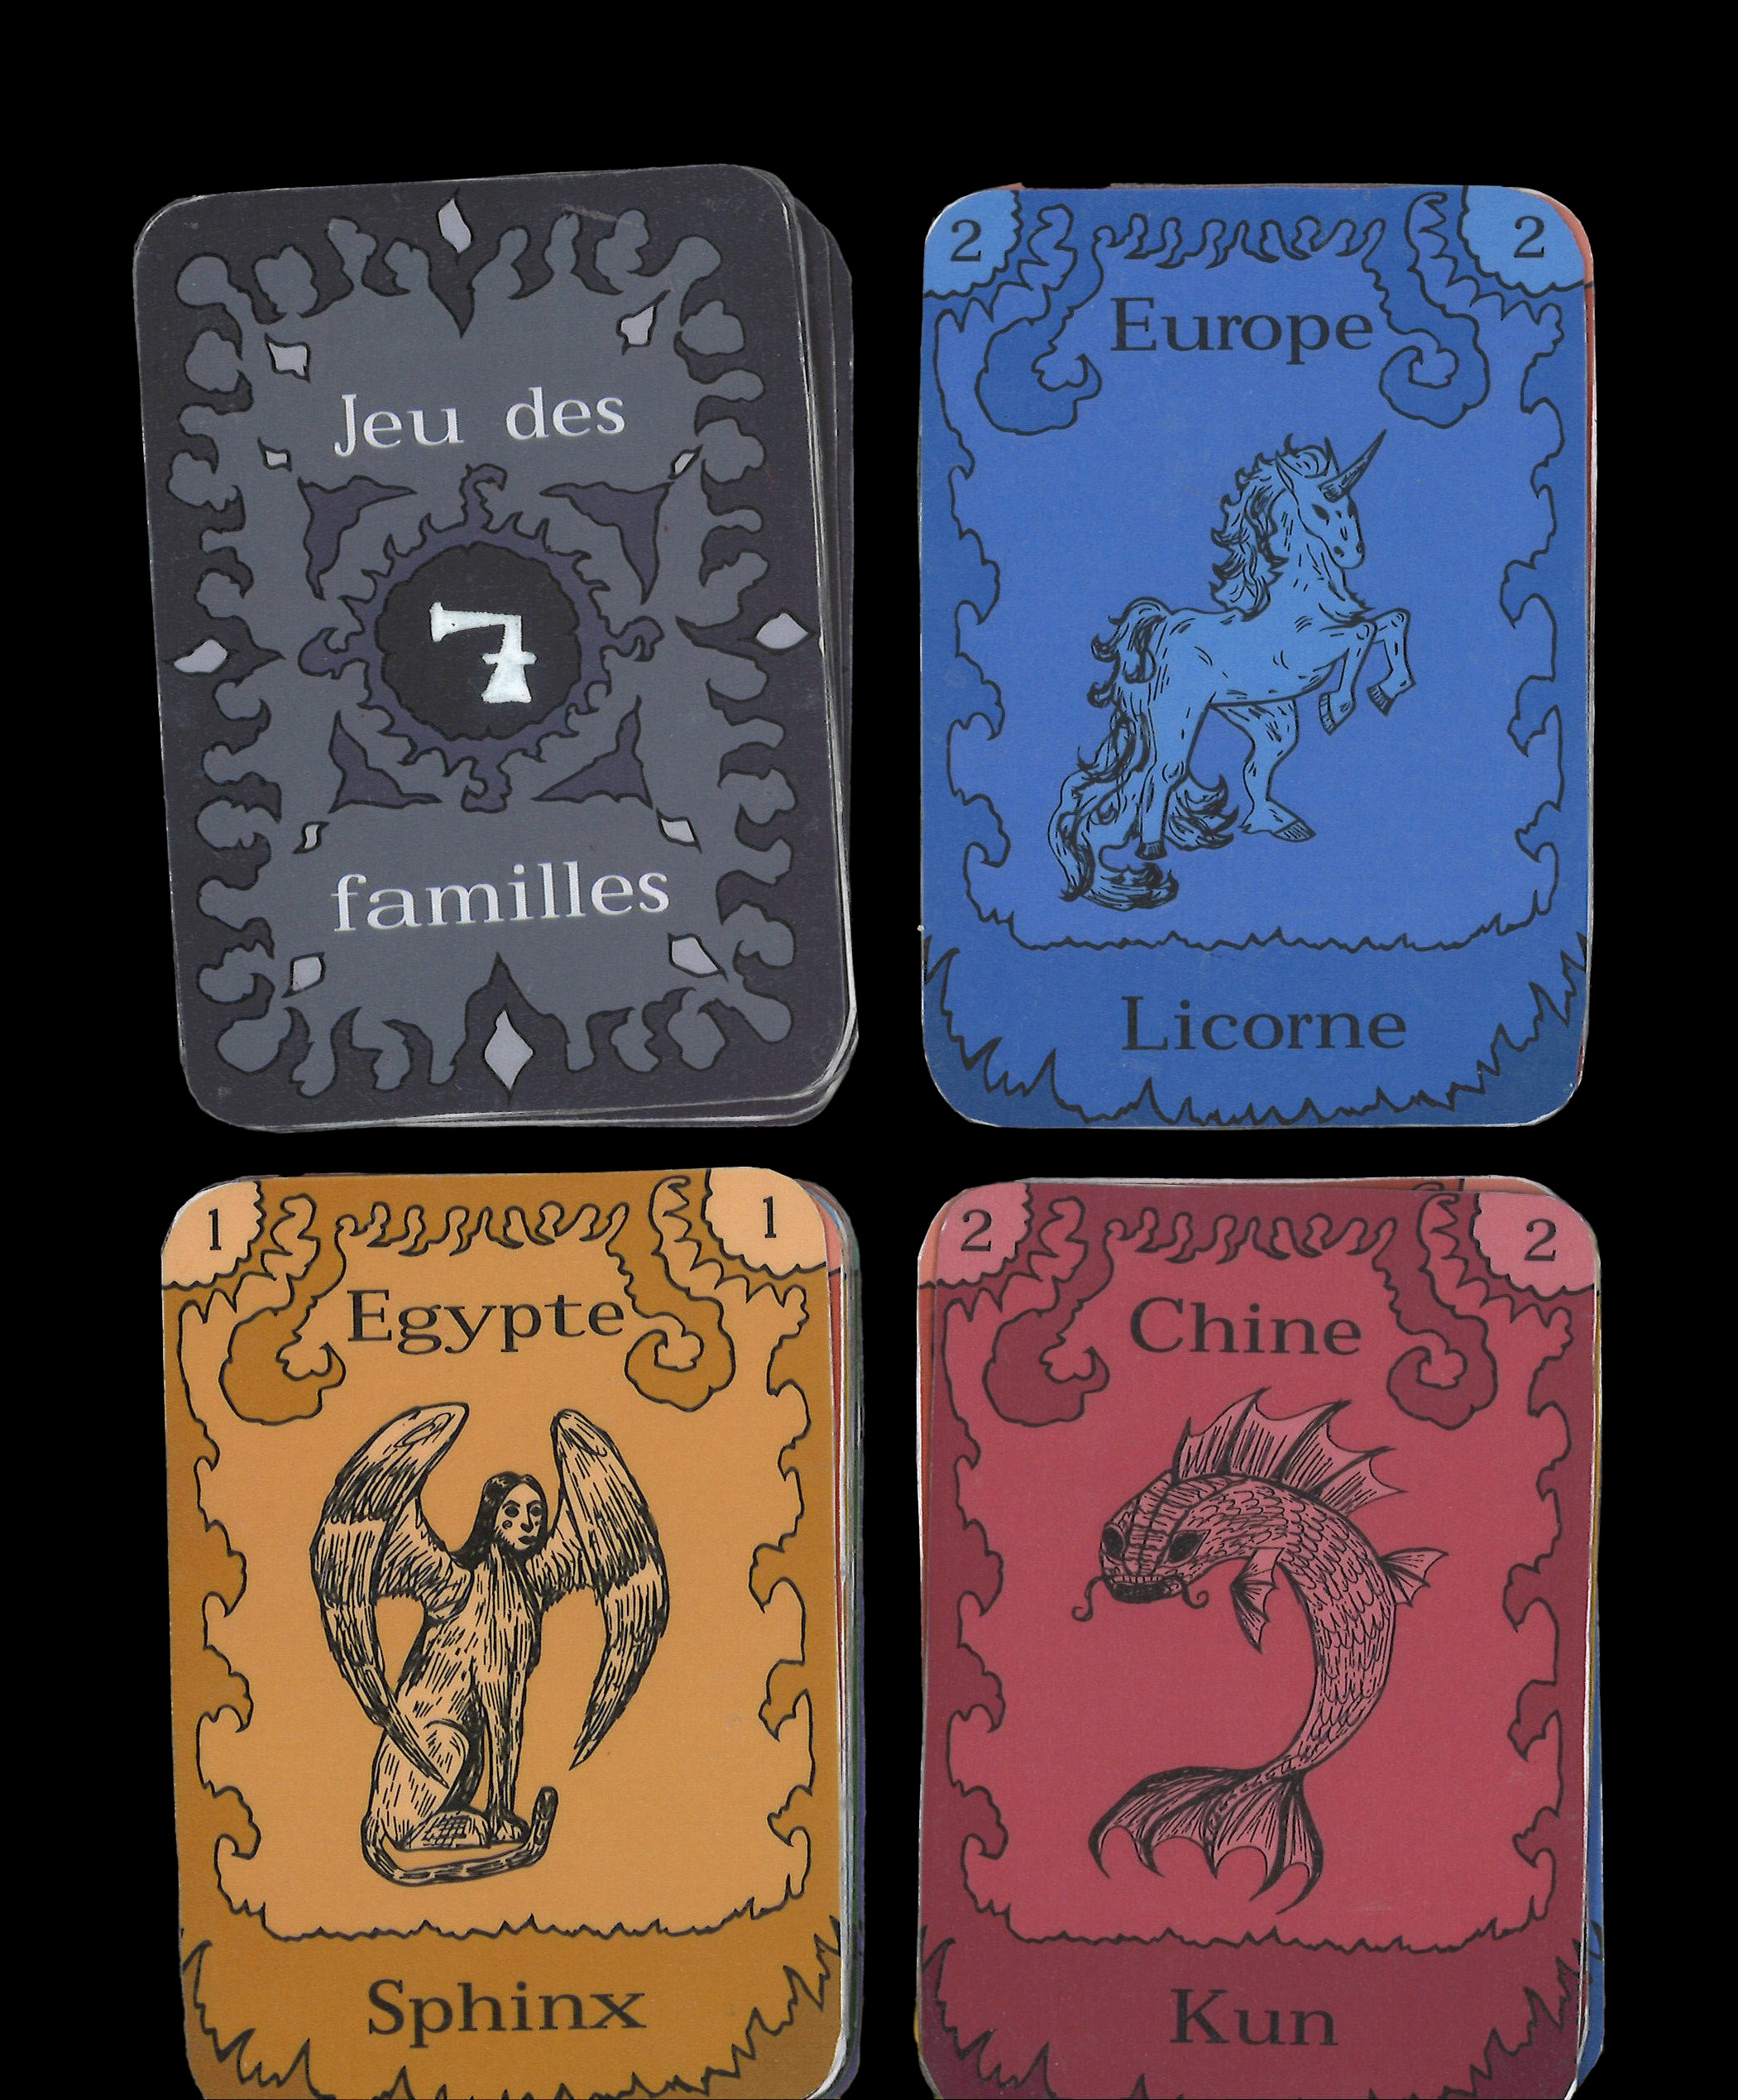 Jeu des
7
familles
2 2
Europe
Licorne
1 1
Egypte
Sphinx
2 2
Chine
Kun